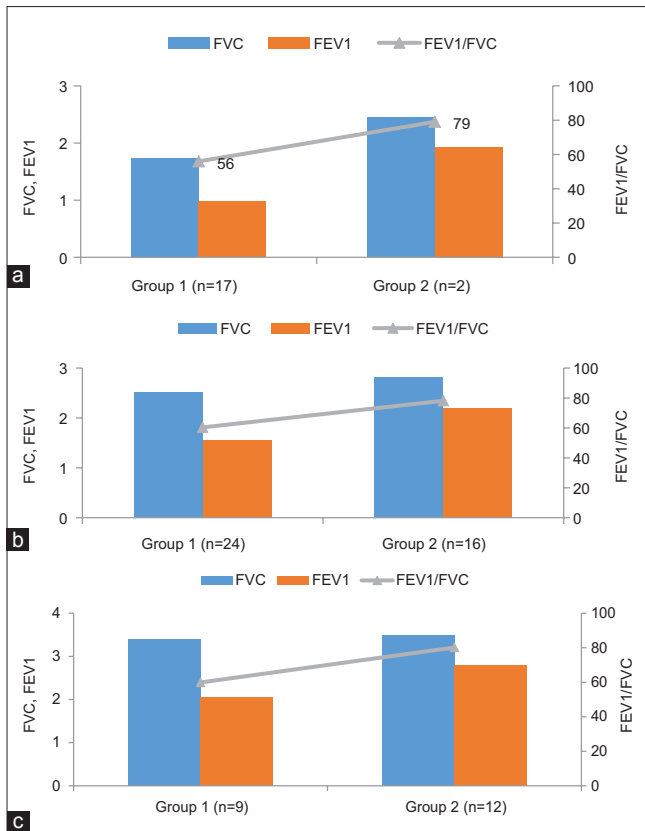 FVC FEV1 FEV1/FVC
3 100
80
2 79
56 60
1 40
20
0 0
FVC, FEV1
FEV1/FVC
Group 1 (n=17) Group 2 (n=2)
a
FVC FEV1 FEV1/FVC
3 100
80
2
60
1 40
20
0 0
FVC, FEV1
FEV1/FVC
Group 1 (n=24) Group 2 (n=16)
b
FVC FEV1 FEV1/FVC
4 100
80
3
60
2
40
1
20
0 0
FVC, FEV1
FEV1/FVC
Group 1 (n=9) Group 2 (n=12)
c